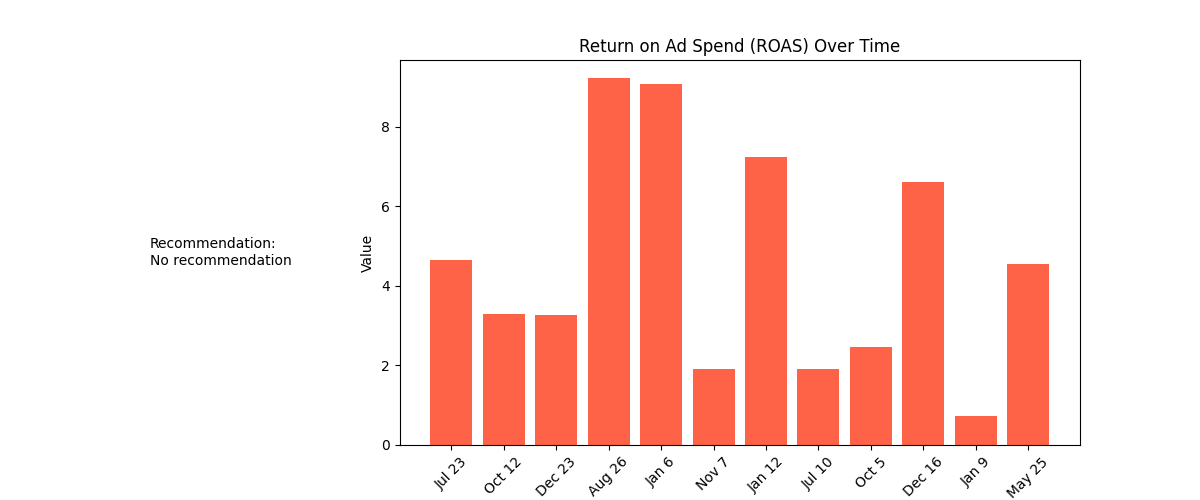 Return on Ad Spend (ROAS) Over Time
Recommendation:
No recommendation
Value
8
6
4
2
0
Jul 23
Oct 12
Dec 23
Aug 26
Jan 6
Nov 7
Jan 12
Jul 10
Oct 5
Dec 16
Jan 9
May 25